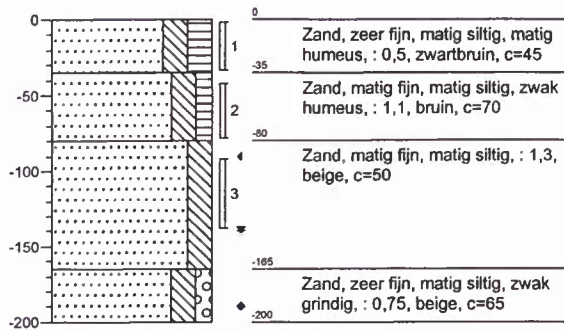 0
-50
-100
-150
-200
1
2
3
0
Zand, zeer fijn, matig siltig, matig
humeus, : 0,5, zwartbruin, c=45
-35
Zand, matig fijn, matig siltig, zwak
humeus, : 1,1, bruin, c=70
-80
Zand, matig fijn, matig siltig, : 1,3,
beige, c=50
-165
Zand, zeer fijn, matig siltig, zwak
grindig, : 0,75, beige, c=65
-200